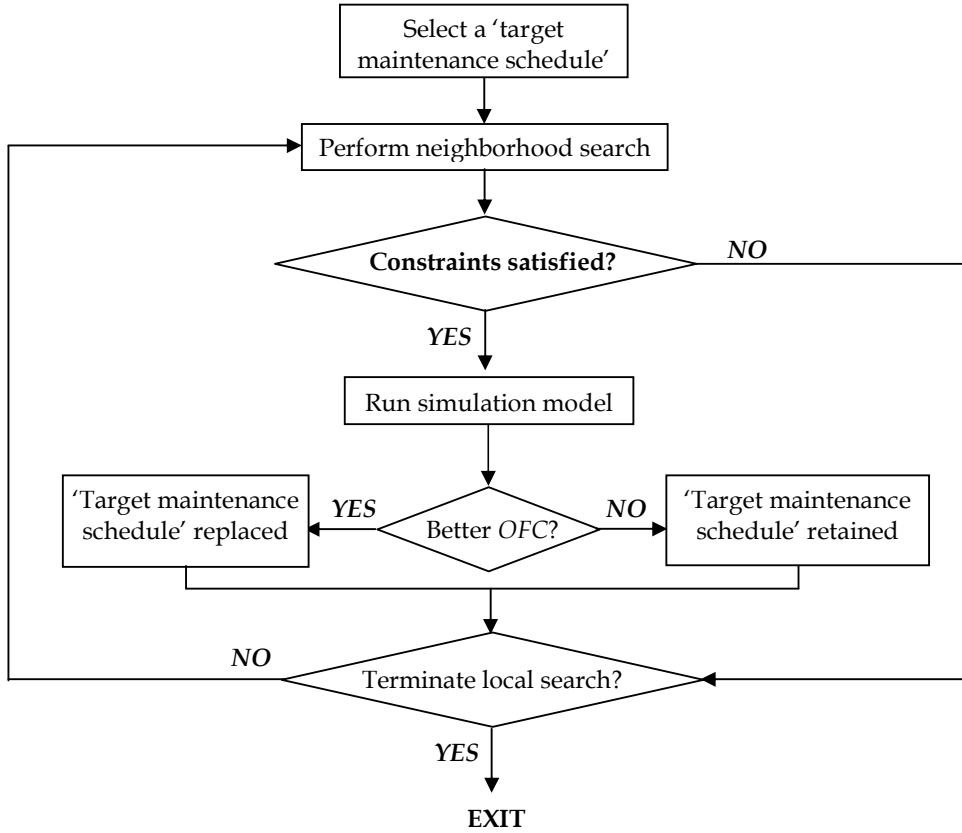 Select a ‘target
maintenance schedule’
Perform neighborhood search
Constraints satisfied?
NO
YES
Run simulation model
‘Target maintenance
schedule’ replaced
YES
Better OFC?
NO
‘Target maintenance
schedule’ retained
NO
Terminate local search?
YES
EXIT